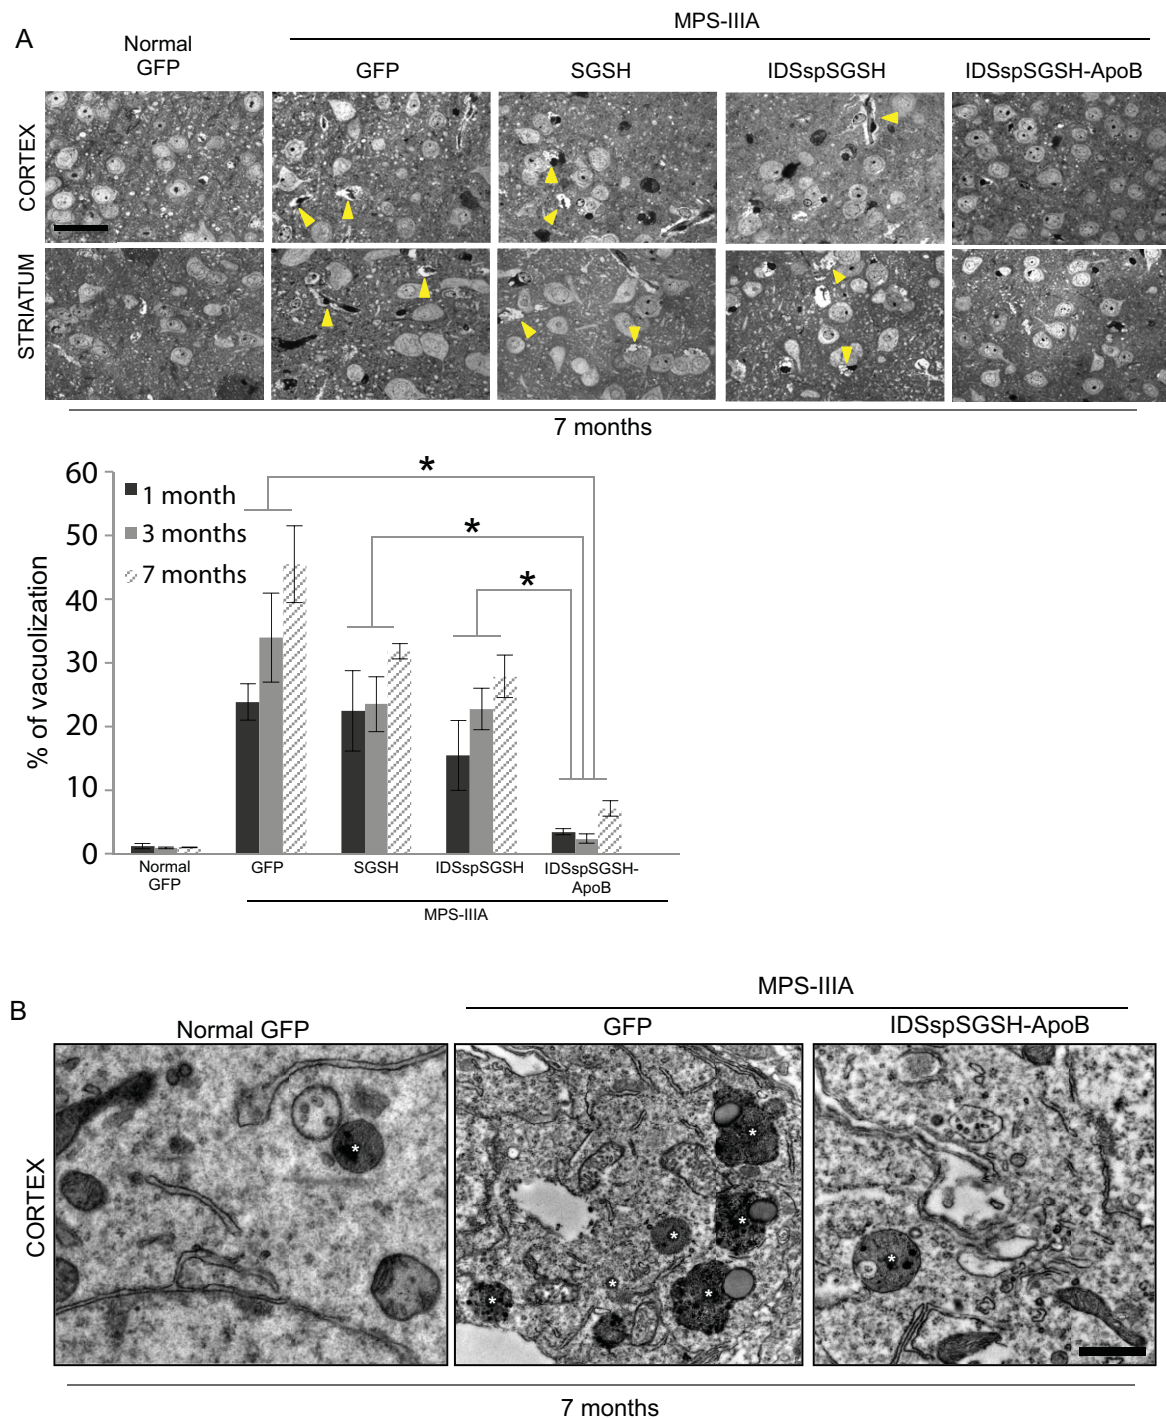 A
MPS-IIIA
Normal
GFP
GFP
SGSH
IDSspSGSH
IDSspSGSH-ApoB
CORTEX
STRIATUM
7 months
% of vacuolization
60
50
40
30
20
10
0
1 month
3 months
7 months
*
*
*
Normal
GFP
GFP
SGSH
IDSspSGSH
IDSspSGSH-
ApoB
MPS-IIIA
B
MPS-IIIA
Normal GFP
GFP
IDSspSGSH-ApoB
CORTEX
*
*
*
*
*
*
*
*
7 months